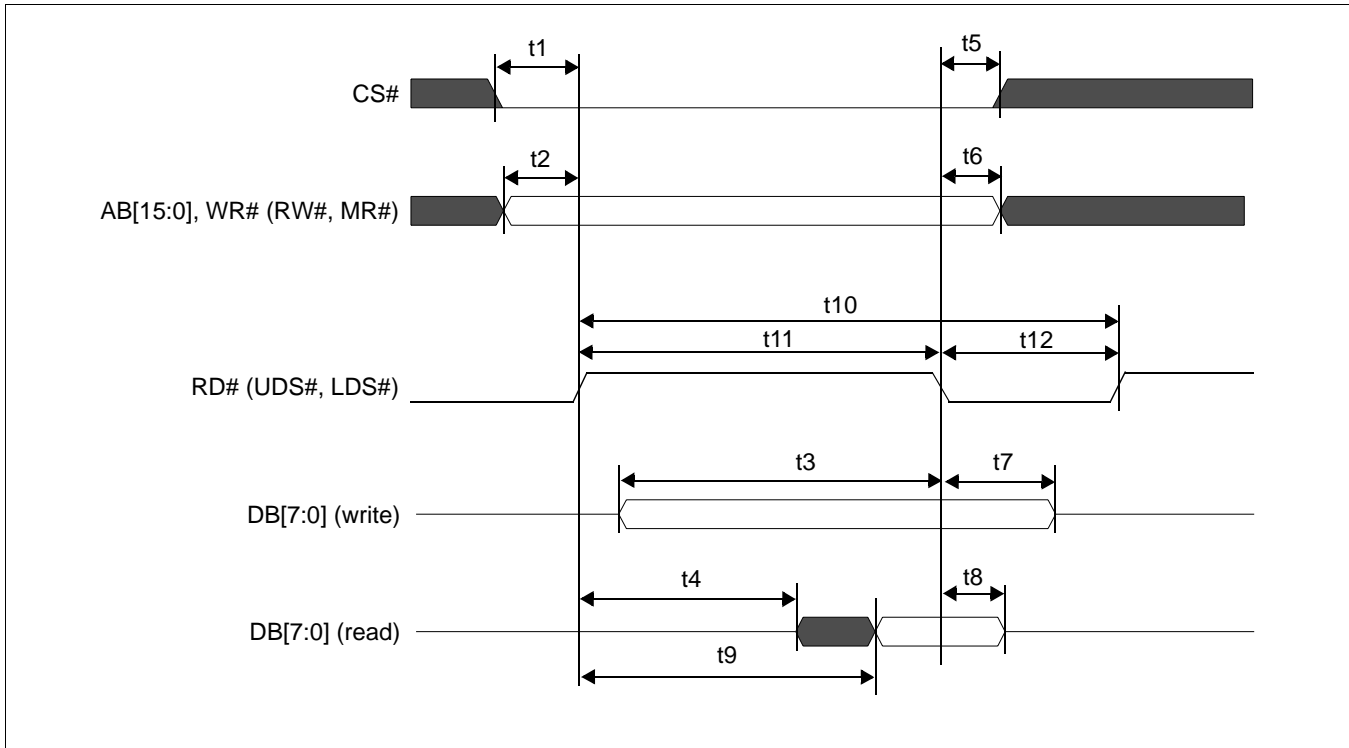 t1
t5
CS#
t2
t6
AB[15:0], WR# (RW#, MR#)
t10
t11
t12
RD# (UDS#, LDS#)
t3
t7
DB[7:0] (write)
t4
t8
DB[7:0] (read)
t9